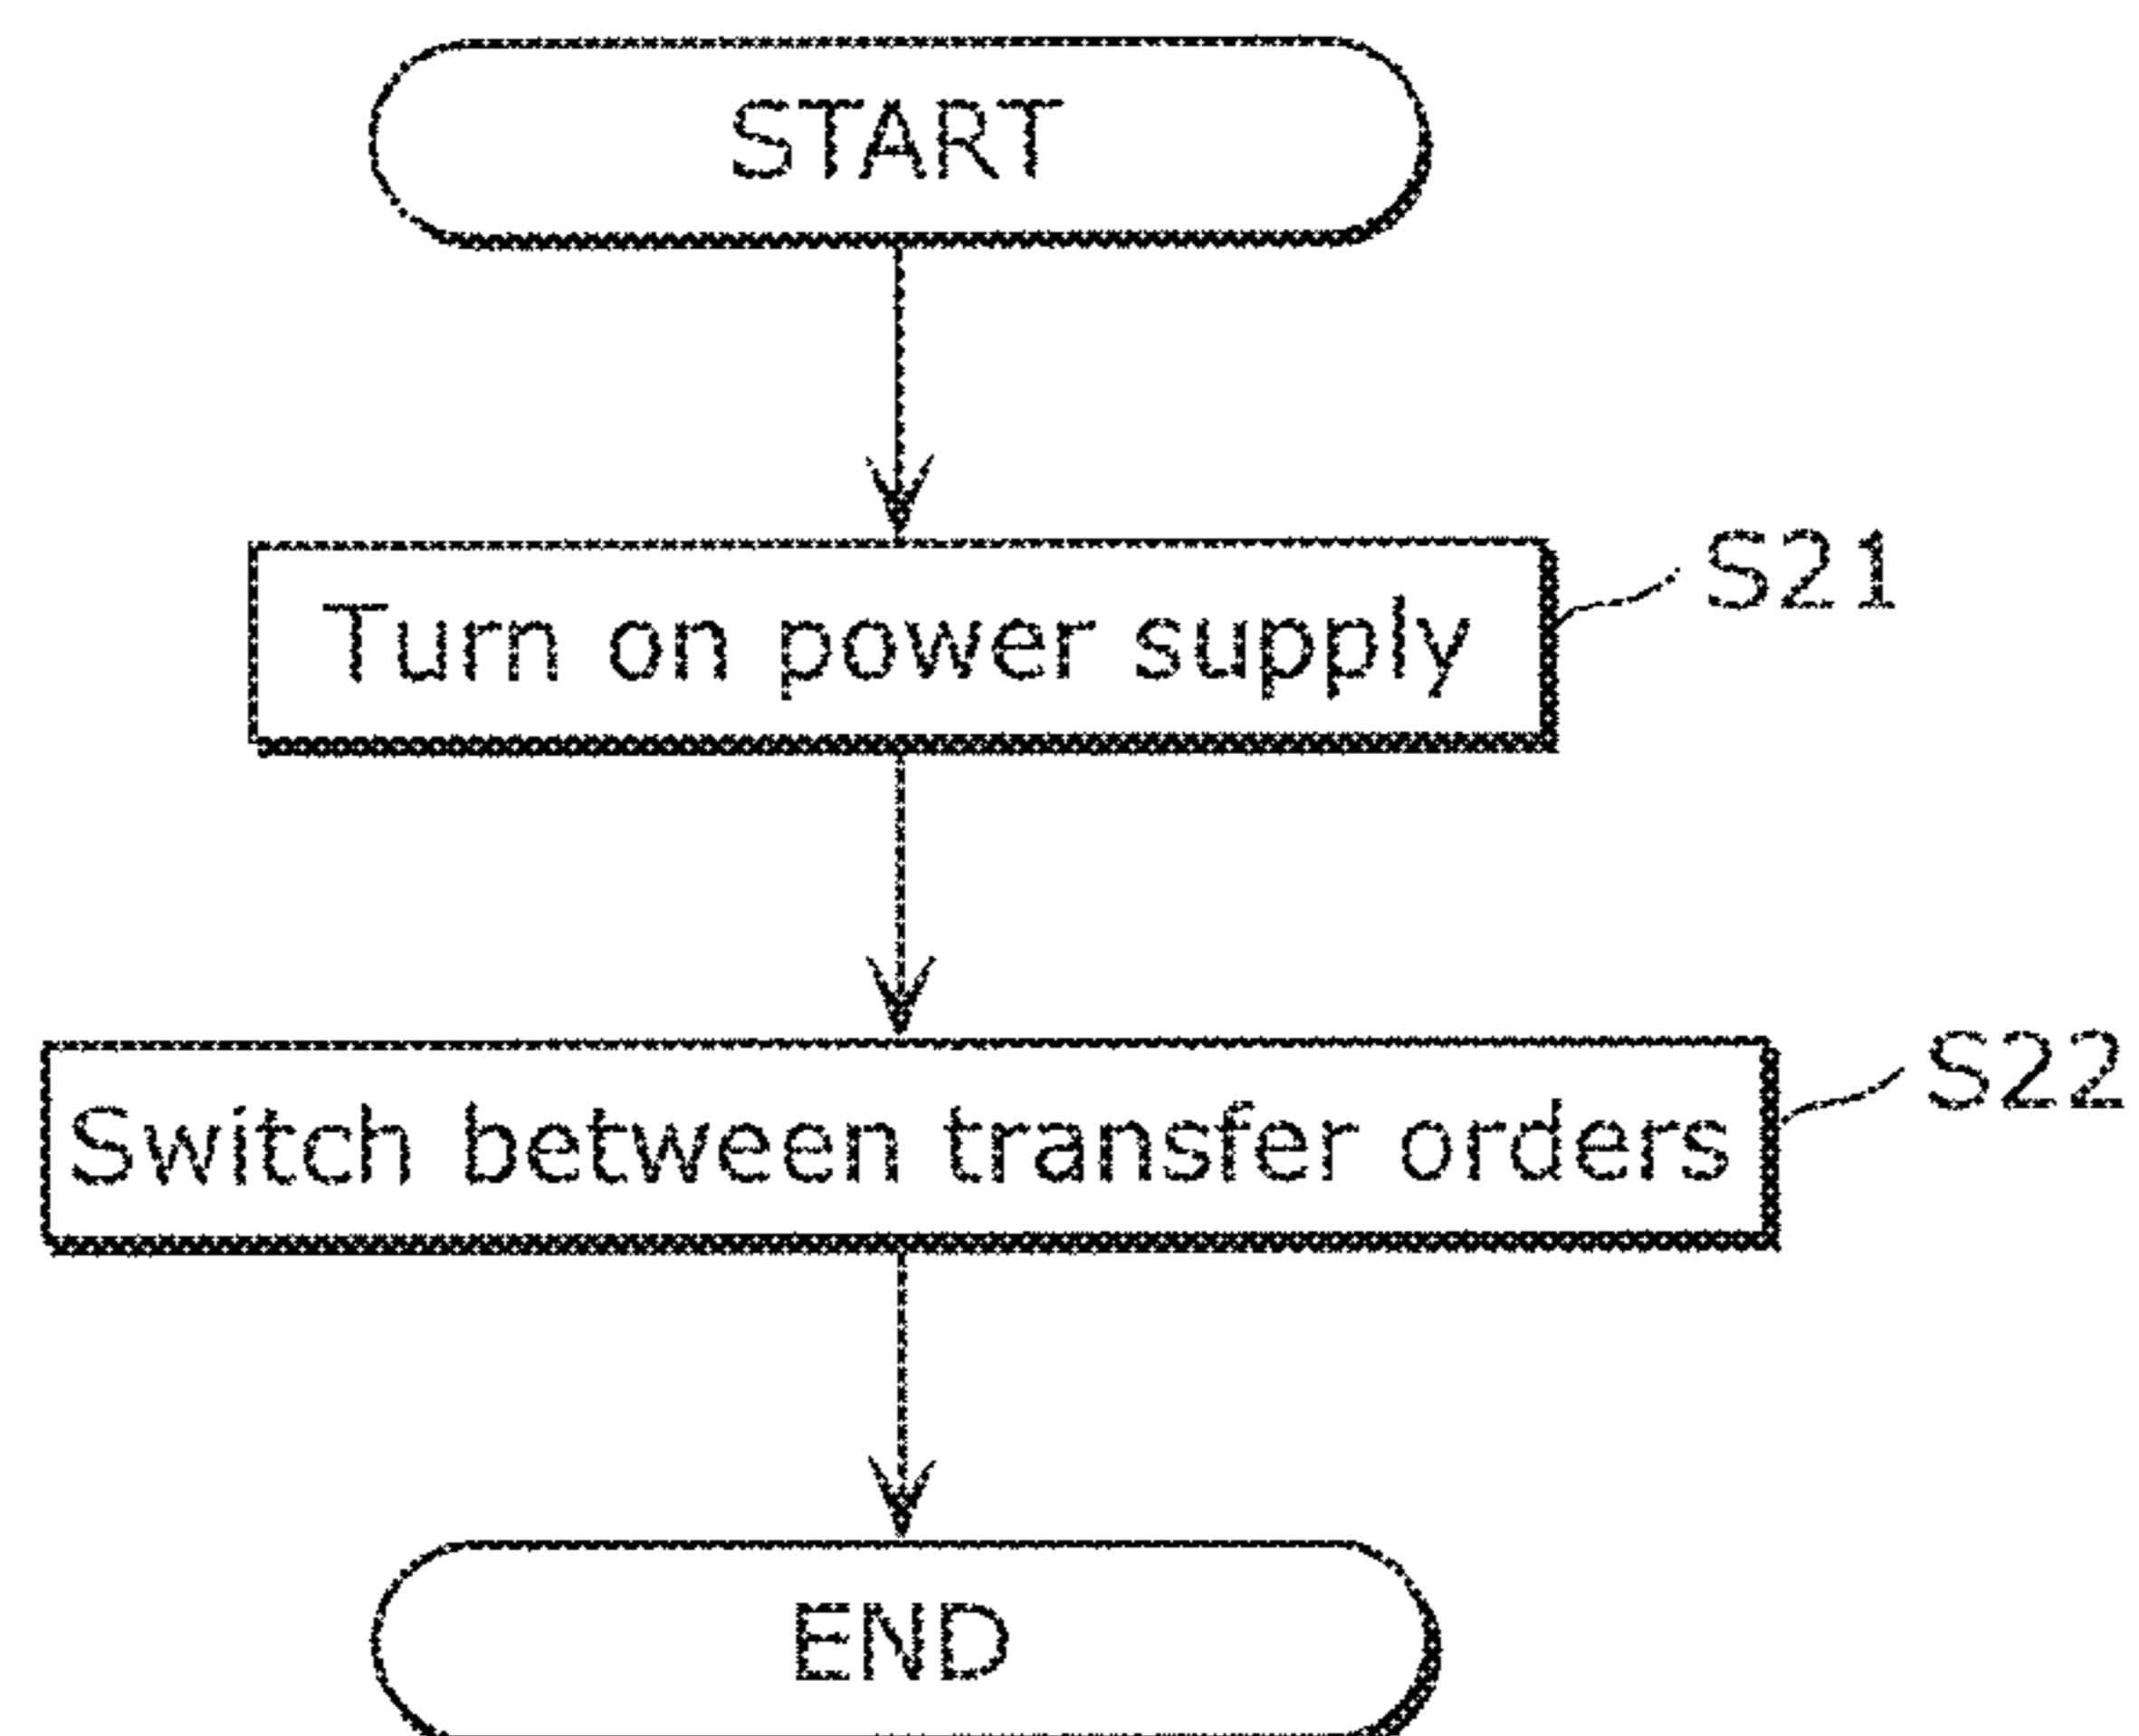 START
Turn on power supply
S21
Switch between transfer orders
S22
END